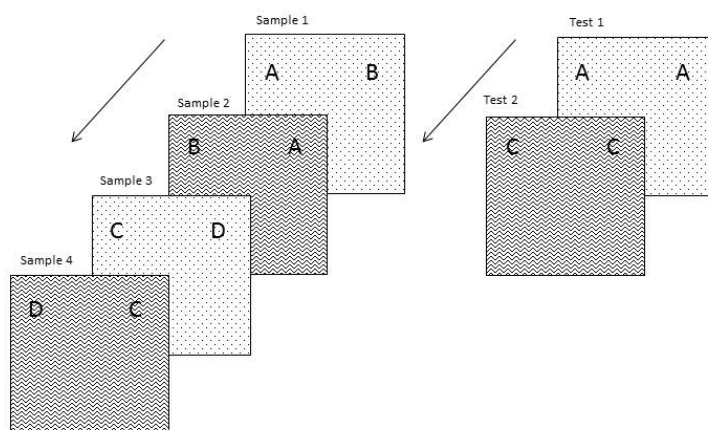 Sample 1
A B
Sample 2
B A
Sample 3
C D
Sample 4
D C
Test 1
A A
Test 2
C C